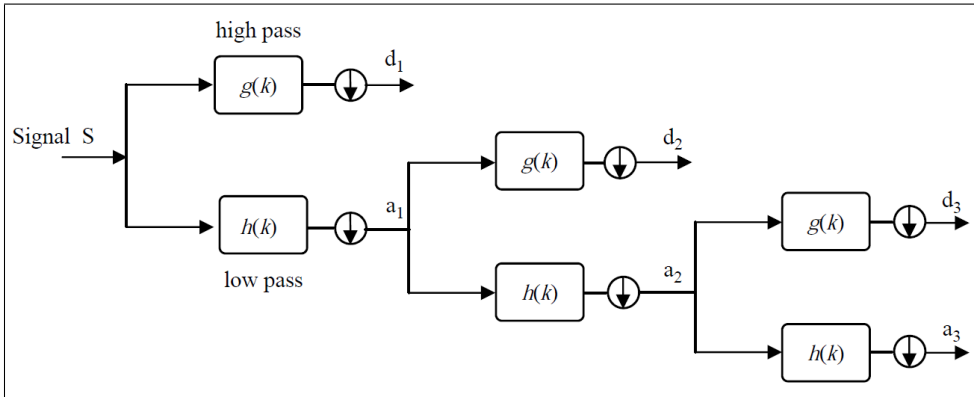 high pass
g(k)
d₁
Signal S
h(k)
low pass
a₁
g(k)
d₂
h(k)
a₂
g(k)
d₃
h(k)
a₃